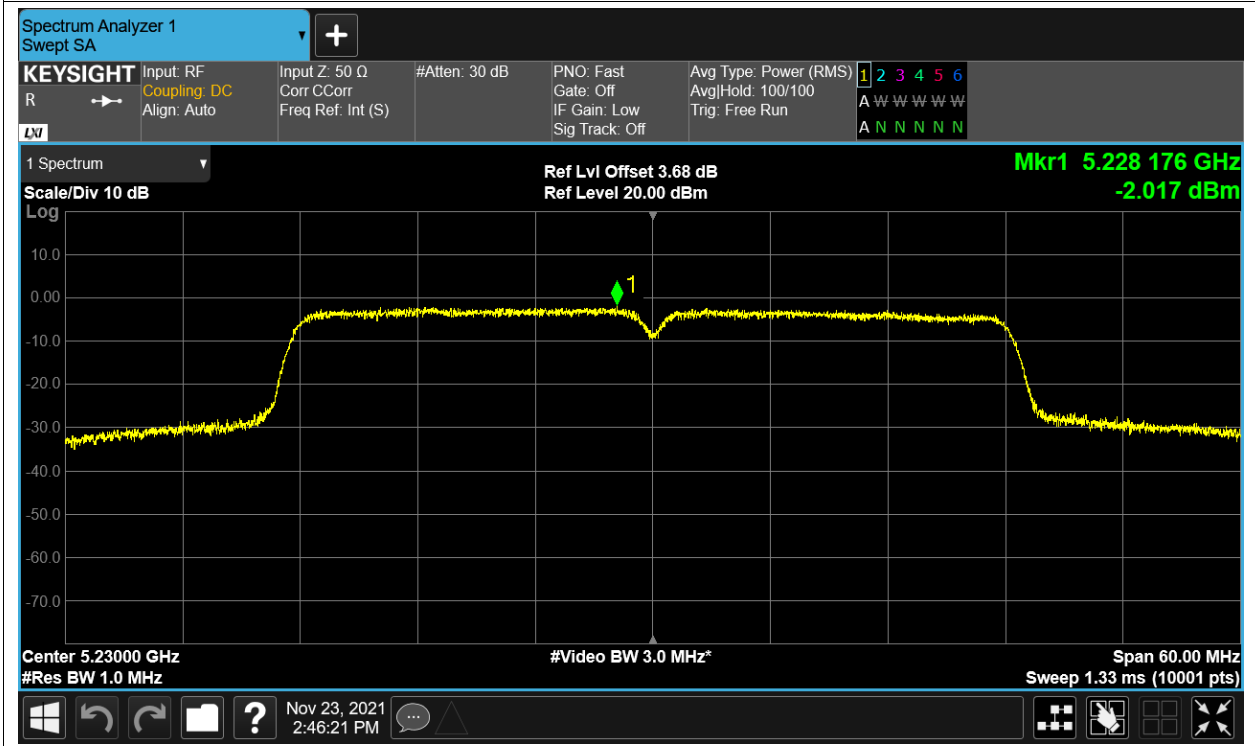 Spectrum Analyzer 1
Swept SA
KEYSIGHT
R
LXI
Input: RF
Coupling: DC
Align: Auto
Input Z: 50 Ω
Corr CCorr
Freq Ref: Int (S)
#Atten: 30 dB
PNO: Fast
Gate: Off
IF Gain: Low
Sig Track: Off
Avg Type: Power (RMS)
Avg|Hold: 100/100
Trig: Free Run
1 2 3 4 5 6
A W W W W W
A N N N N N
1 Spectrum
Scale/Div 10 dB
Log
Ref Lvl Offset 3.68 dB
Ref Level 20.00 dBm
Mkr1 5.228 176 GHz
-2.017 dBm
1
10.0
0.00
-10.0
-20.0
-30.0
-40.0
-50.0
-60.0
-70.0
Center 5.23000 GHz
#Res BW 1.0 MHz
#Video BW 3.0 MHz*
Span 60.00 MHz
Sweep 1.33 ms (10001 pts)
?
Nov 23, 2021
2:46:21 PM